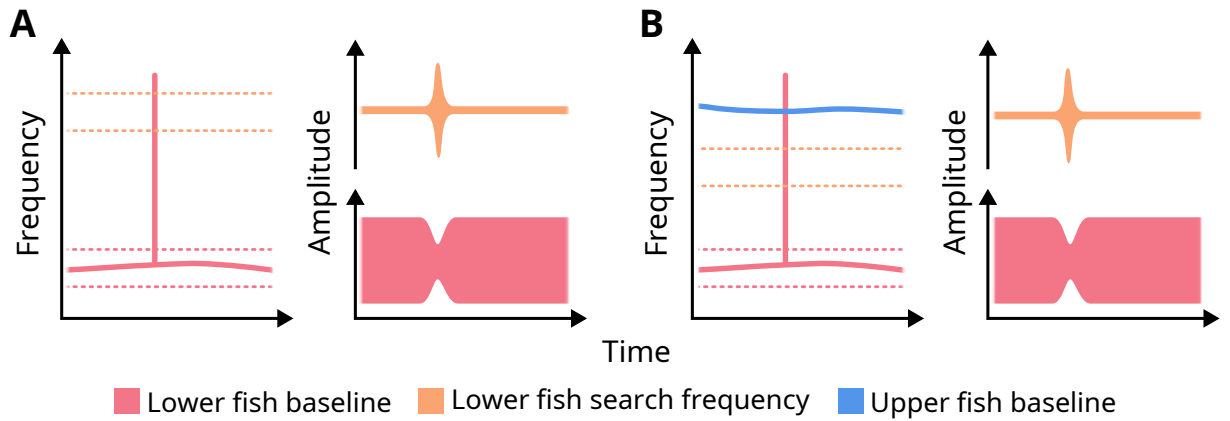 A
B
Frequency
Amplitude
Frequency
Amplitude
Time
Lower fish baseline
Lower fish search frequency
Upper fish baseline